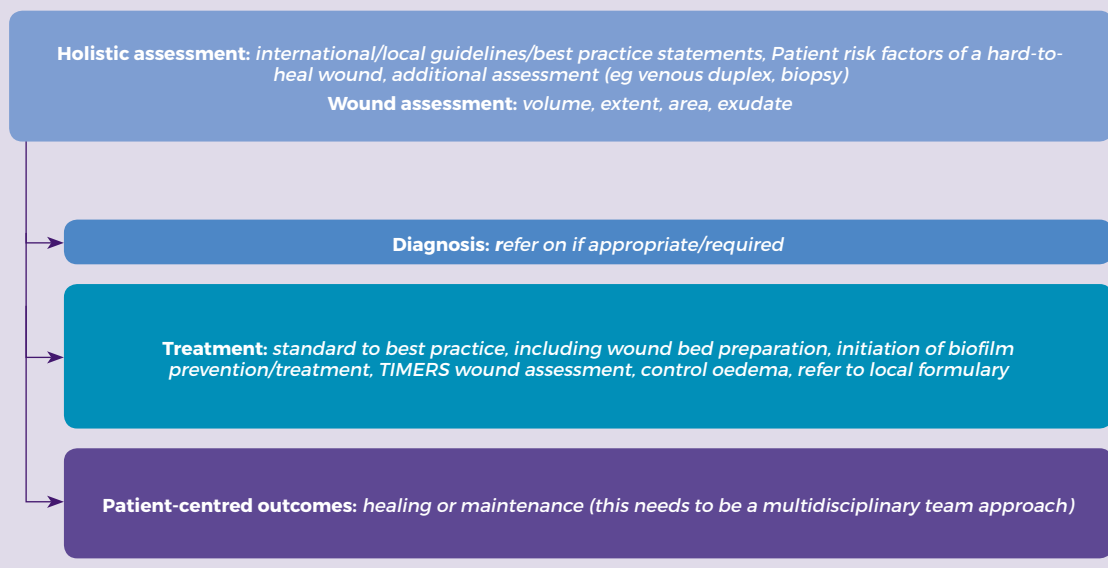 Holistic assessment: international/local guidelines/best practice statements, Patient risk factors of a hard-to-
heal wound, additional assessment (eg venous duplex, biopsy)
Wound assessment: volume, extent, area, exudate
Diagnosis: refer on if appropriate/required
Treatment: standard to best practice, including wound bed preparation, initiation of biofilm
prevention/treatment, TIMERS wound assessment, control oedema, refer to local formulary
Patient-centred outcomes: healing or maintenance (this needs to be a multidisciplinary team approach)